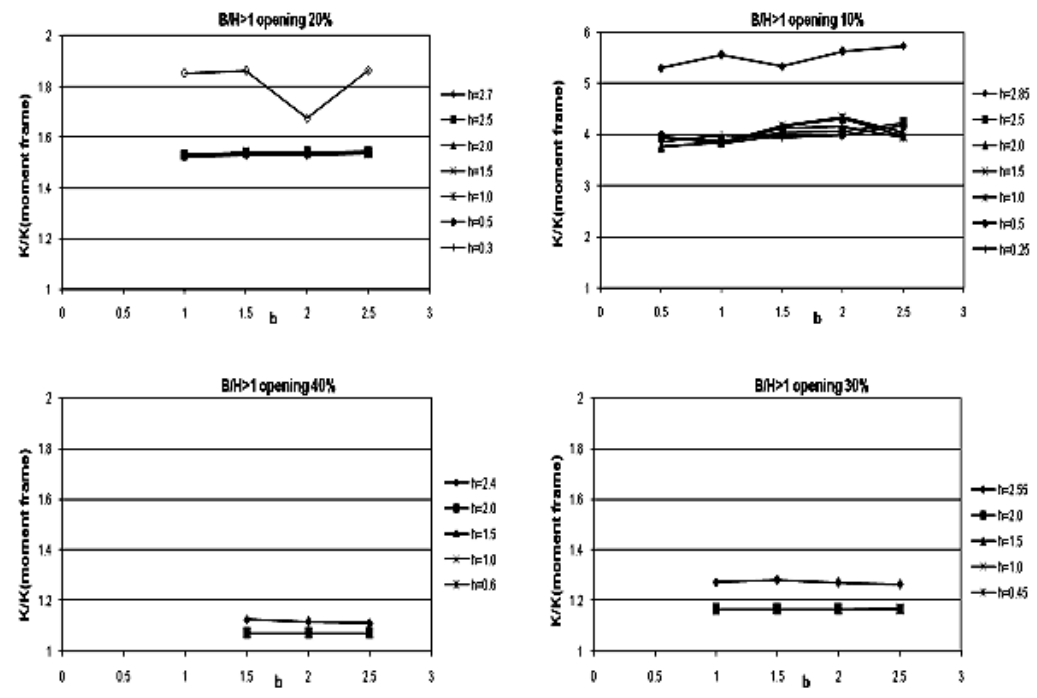 B/H>1 opening 20%
K/K(moment frame)
2
1.8
1.6
1.4
1.2
1
0 0.5 1 1.5 2 2.5 3
b
h=2.7
h=2.5
h=2.0
h=1.5
h=1.0
h=0.5
h=0.3
B/H>1 opening 10%
K/K(moment frame)
6
5
4
3
2
1
0 0.5 1 1.5 2 2.5 3
b
h=2.85
h=2.5
h=2.0
h=1.5
h=1.0
h=0.5
h=0.25
B/H>1 opening 40%
K/K(moment frame)
2
1.8
1.6
1.4
1.2
1
0 0.5 1 1.5 2 2.5 3
b
h=2.4
h=2.0
h=1.5
h=1.0
h=0.6
B/H>1 opening 30%
K/K(moment frame)
2
1.8
1.6
1.4
1.2
1
0 0.5 1 1.5 2 2.5 3
b
h=2.55
h=2.0
h=1.5
h=1.0
h=0.45